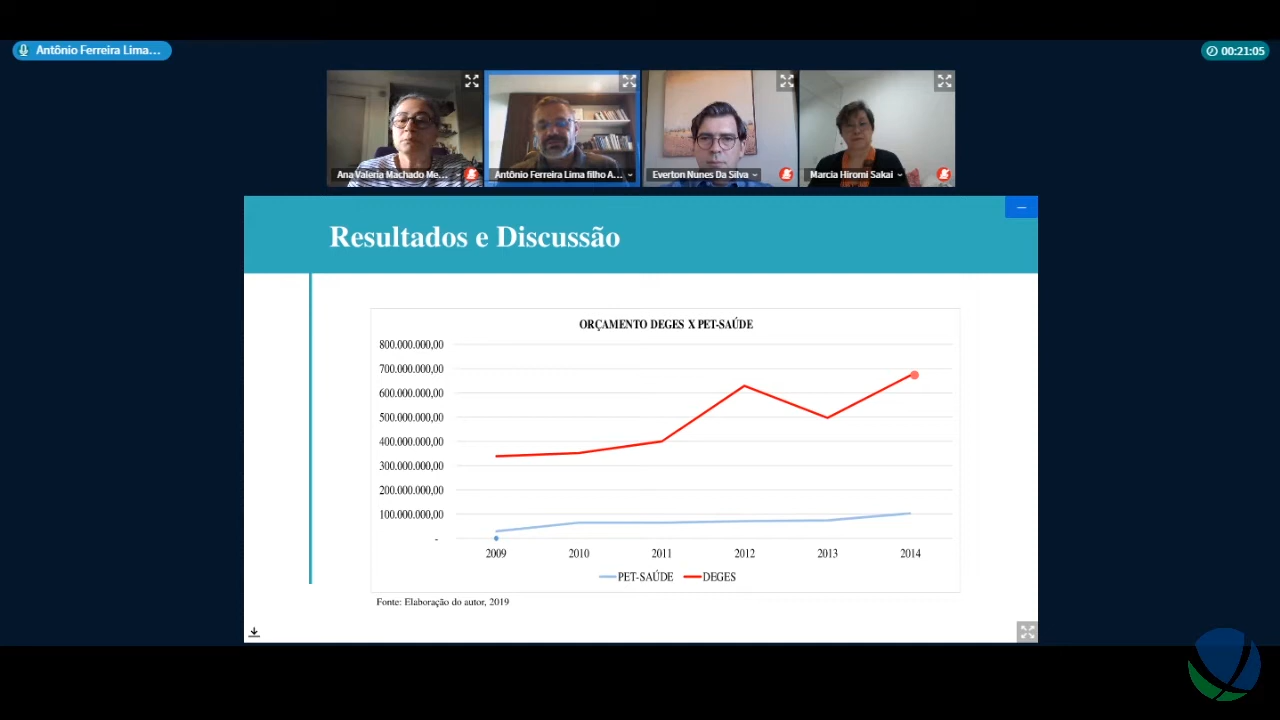 Antônio Ferreira Lima...
00:21:05
Ana Valeria Machado Me...
Antônio Ferreira Lima filho A...
Everton Nunes Da Silva
Marcia Hiromi Sakai
Resultados e Discussão
ORÇAMENTO DEGES X PET-SAÚDE
800.000.000,00
700.000.000,00
600.000.000,00
500.000.000,00
400.000.000,00
300.000.000,00
200.000.000,00
100.000.000,00
-
2009 2010 2011 2012 2013 2014
PET-SAÚDE DEGES
Fonte: Elaboração do autor, 2019